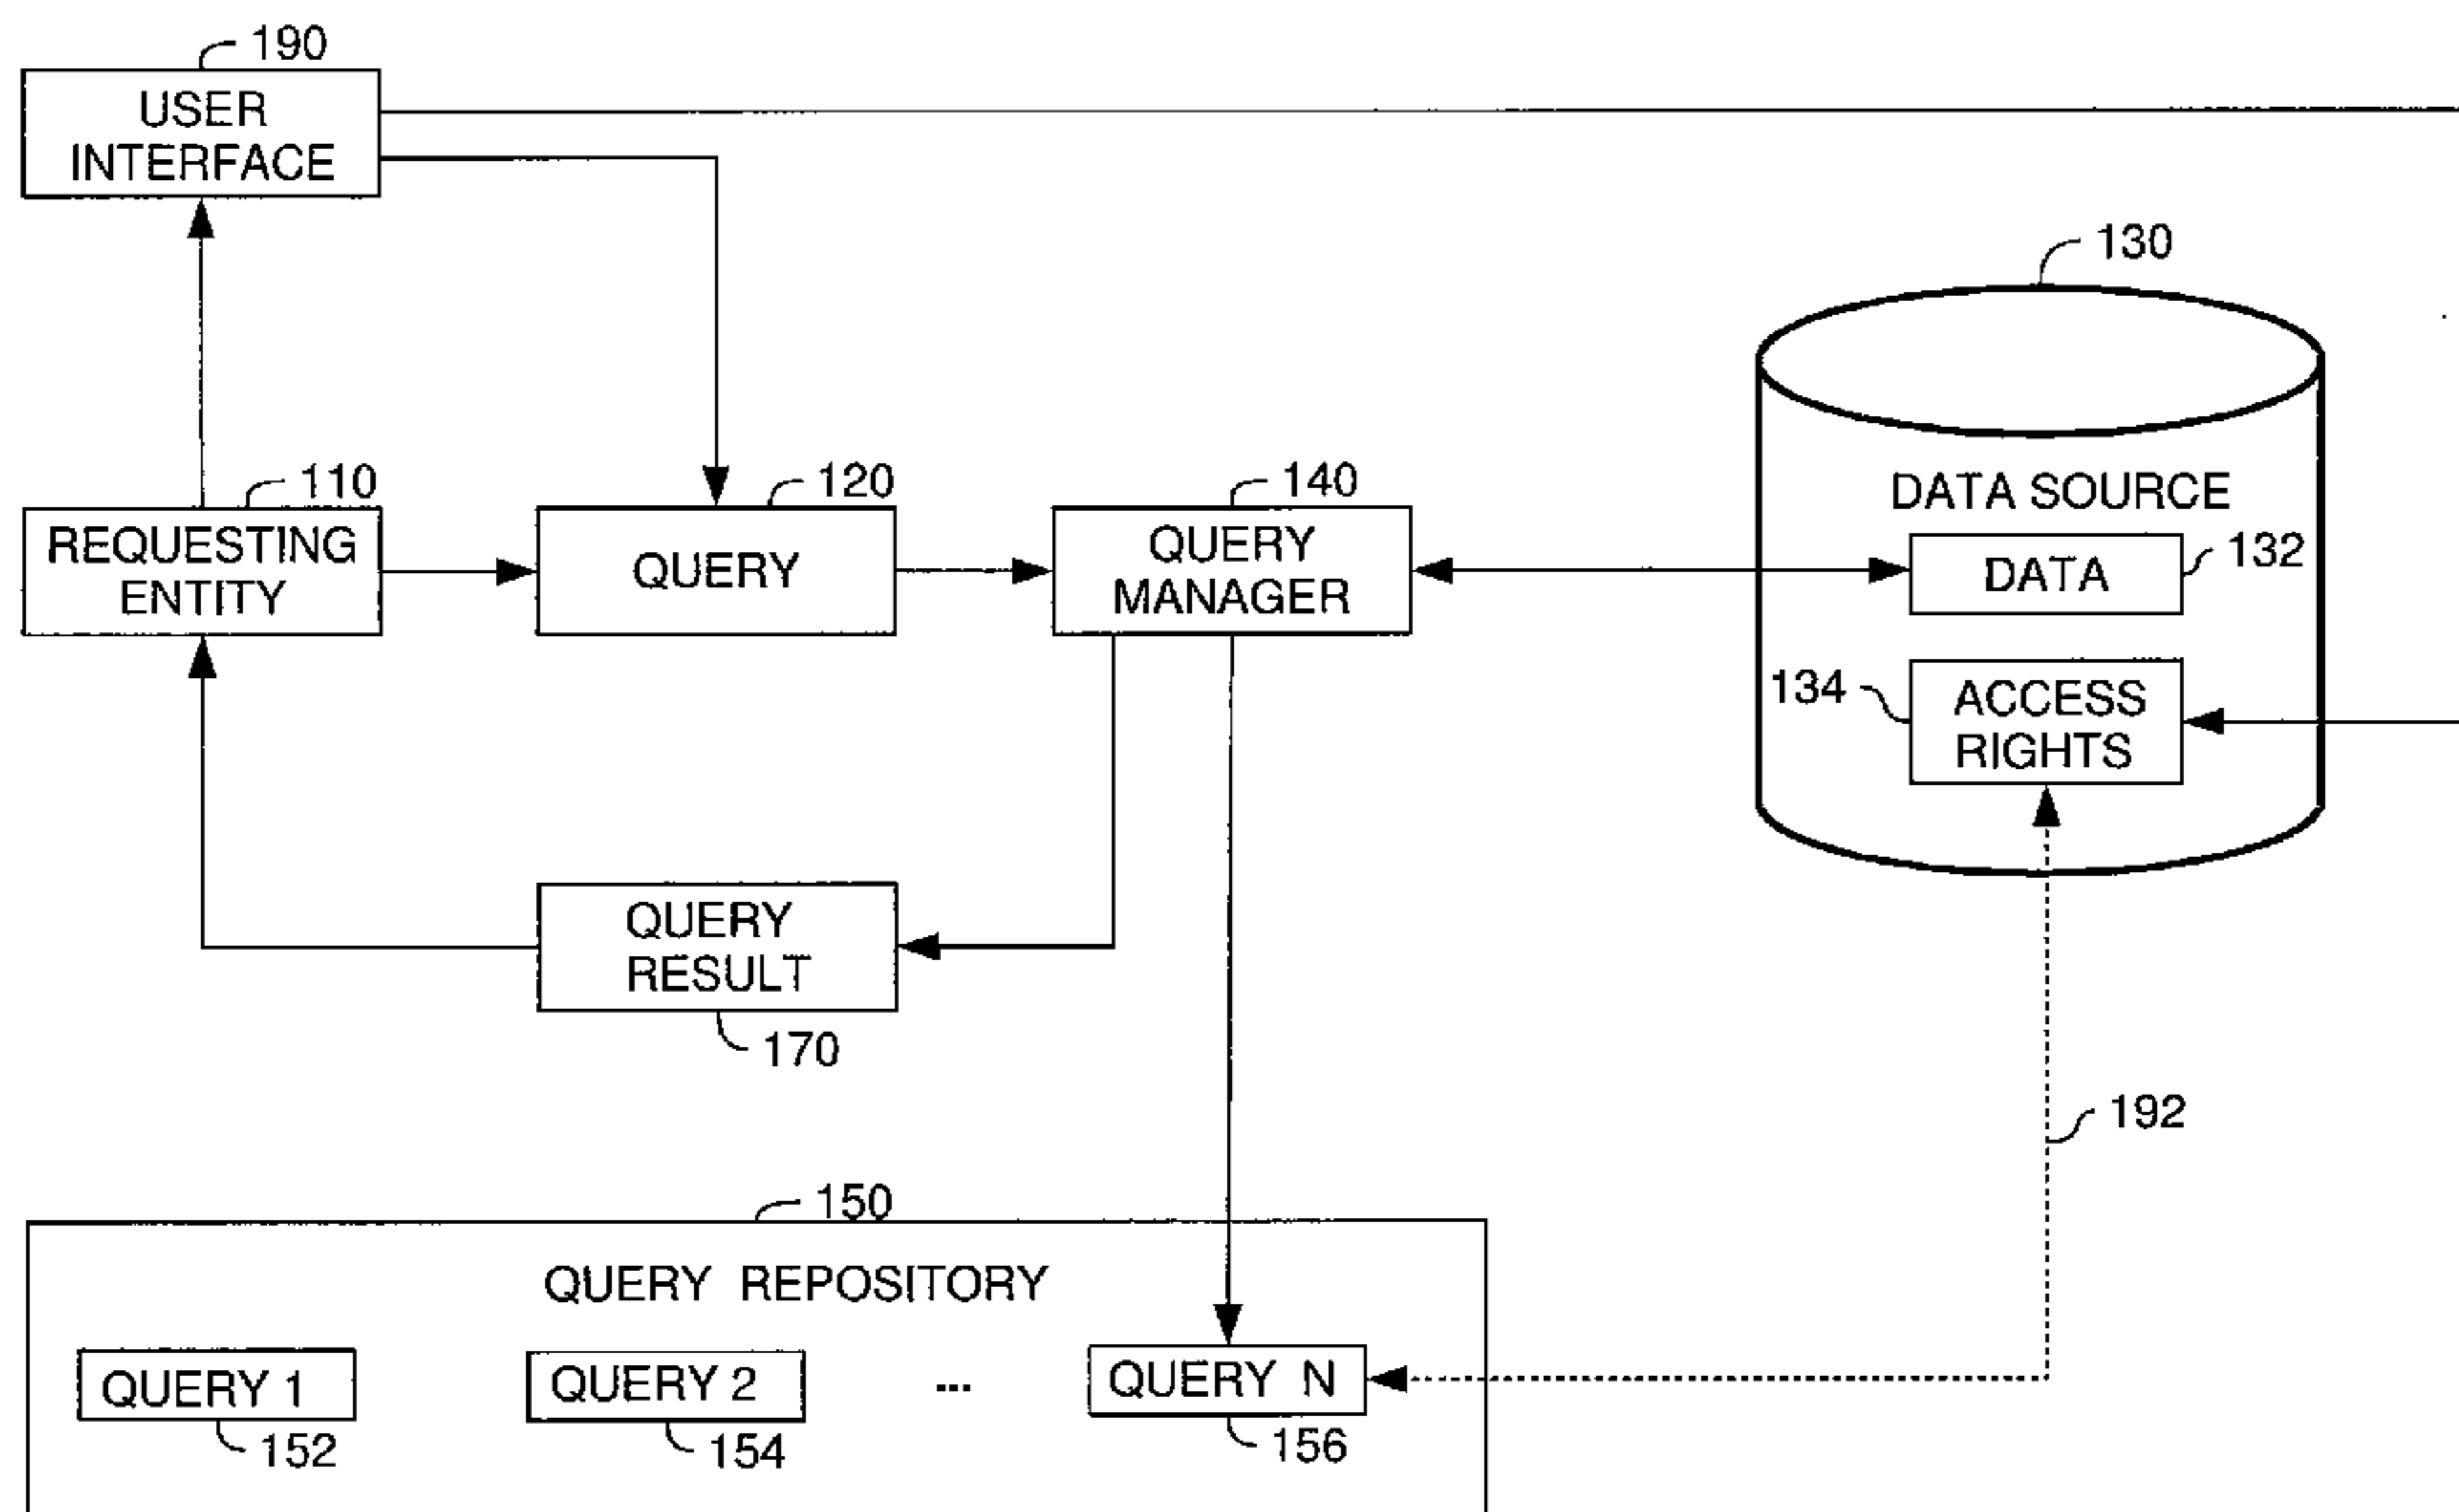 190
USER
INTERFACE
130
110
120
140
DATA SOURCE
REQUESTING
ENTITY
QUERY
QUERY
MANAGER
DATA
132
134
ACCESS
RIGHTS
QUERY
RESULT
170
192
150
QUERY REPOSITORY
QUERY 1
QUERY 2
...
QUERY N
152
154
156